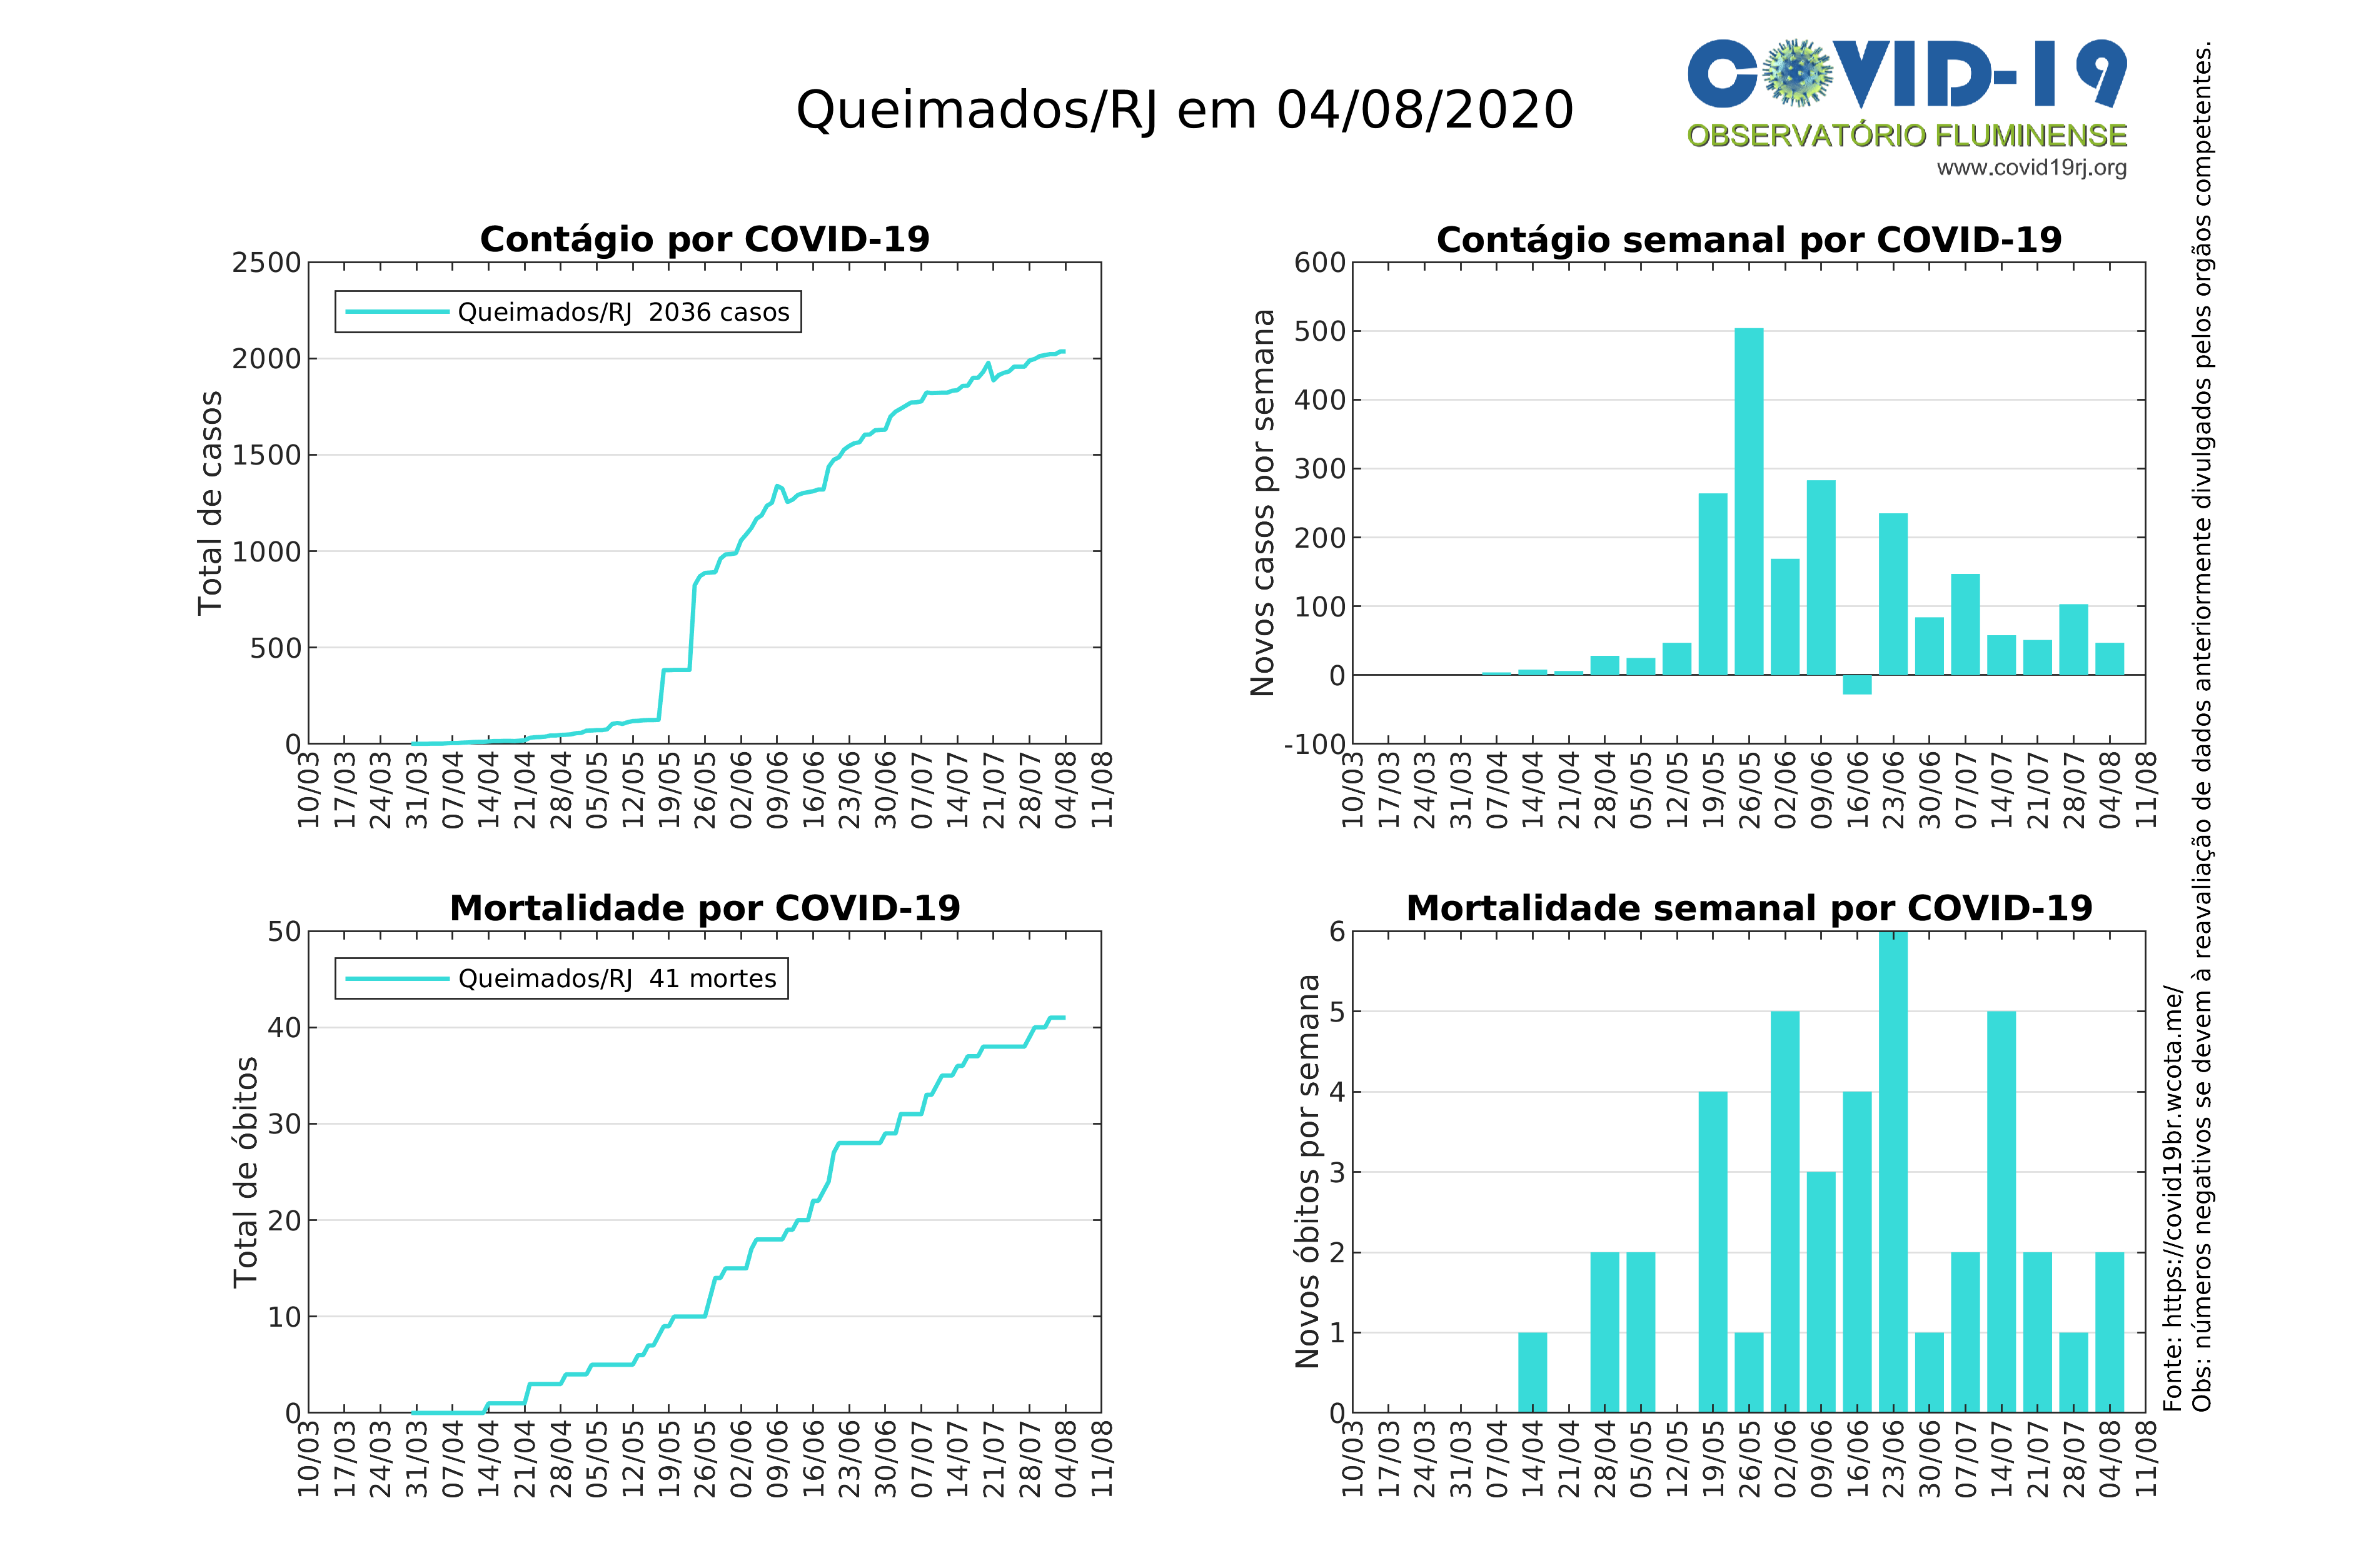 Queimados/RJ em 04/08/2020
COVID-19
OBSERVATÓRIO FLUMINENSE
www.covid19rj.org
Contágio por COVID-19
Total de casos
2500
2000
1500
1000
500
0
Queimados/RJ  2036 casos
10/03 17/03 24/03 31/03 07/04 14/04 21/04 28/04 05/05 12/05 19/05 26/05 02/06 09/06 16/06 23/06 30/06 07/07 14/07 21/07 28/07 04/08 11/08
Contágio semanal por COVID-19
Novos casos por semana
600
500
400
300
200
100
0
-100
10/03 17/03 24/03 31/03 07/04 14/04 21/04 28/04 05/05 12/05 19/05 26/05 02/06 09/06 16/06 23/06 30/06 07/07 14/07 21/07 28/07 04/08 11/08
Mortalidade por COVID-19
Total de óbitos
50
40
30
20
10
0
Queimados/RJ  41 mortes
10/03 17/03 24/03 31/03 07/04 14/04 21/04 28/04 05/05 12/05 19/05 26/05 02/06 09/06 16/06 23/06 30/06 07/07 14/07 21/07 28/07 04/08 11/08
Mortalidade semanal por COVID-19
Novos óbitos por semana
6
5
4
3
2
1
0
10/03 17/03 24/03 31/03 07/04 14/04 21/04 28/04 05/05 12/05 19/05 26/05 02/06 09/06 16/06 23/06 30/06 07/07 14/07 21/07 28/07 04/08 11/08
Fonte: https://covid19br.wcota.me/
Obs: números negativos se devem à reavaliação de dados anteriormente divulgados pelos orgãos competentes.